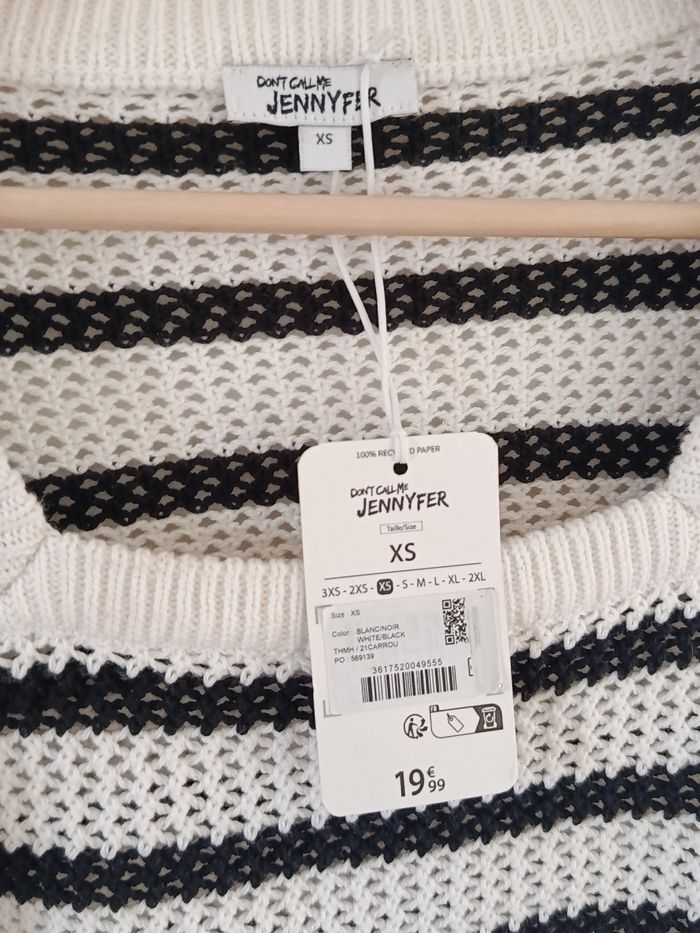 DON'T CALL ME
JENNYFER
XS
100% RECYCLED PAPER
DON'T CALL ME
JENNYFER
Taille/Size
XS
3XS - 2XS - XS - S - M - L - XL - 2XL
Size : XS
Color : BLANC/NOIR
WHITE/BLACK
THMH / 21CARROU
PO : 569139
3617520049555
19€99